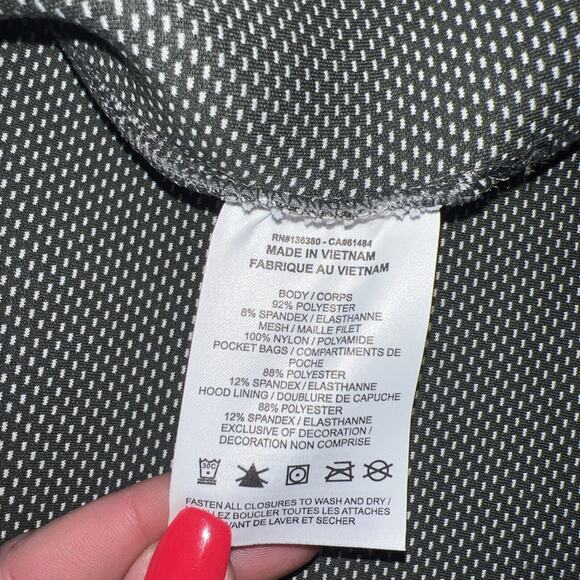 RN#136380 - CA#61484
MADE IN VIETNAM
FABRIQUE AU VIETNAM
BODY / CORPS
92% POLYESTER
8% SPANDEX / ELASTHANNE
MESH / MAILLE FILET
100% NYLON / POLYAMIDE
POCKET BAGS / COMPARTIMENTS DE
POCHE
88% POLYESTER
12% SPANDEX / ELASTHANNE
HOOD LINING / DOUBLURE DE CAPUCHE
88% POLYESTER
12% SPANDEX / ELASTHANNE
EXCLUSIVE OF DECORATION /
DECORATION NON COMPRISE
30C
FASTEN ALL CLOSURES TO WASH AND DRY /
BOUCLER TOUTES LES ATTACHES
AVANT DE LAVER ET SECHER